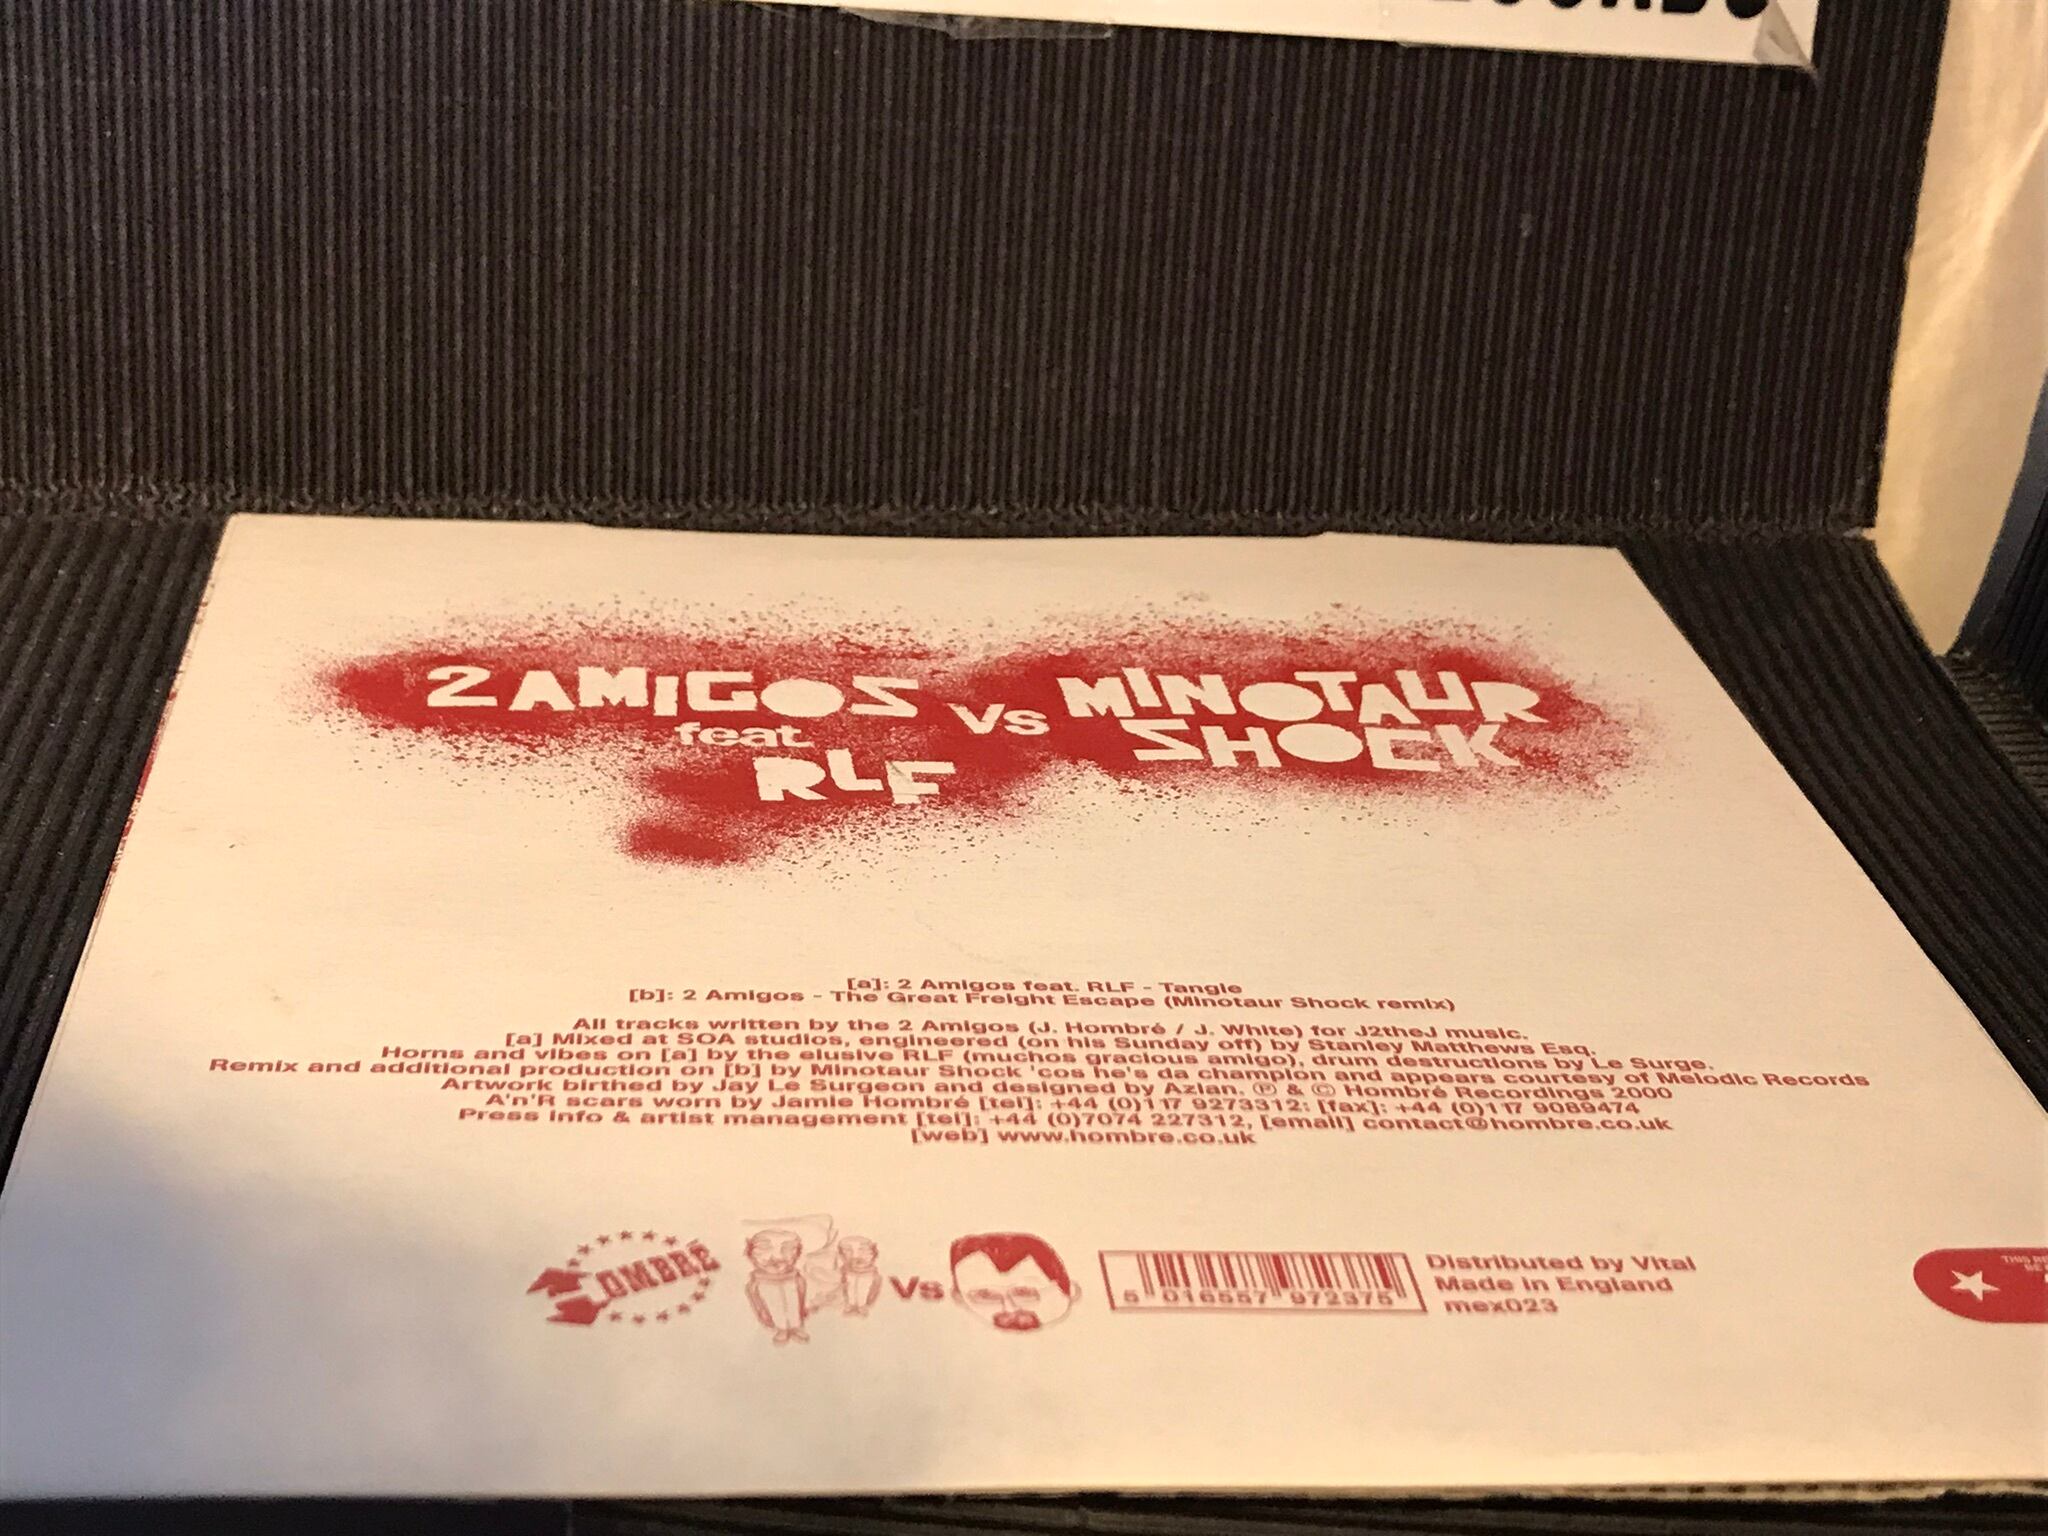 2 AMIGOS vs MINOTAUR
feat. SHOCK
RLF
[a]: 2 Amigos feat. RLF - Tangle
[b]: 2 Amigos - The Great Freight Escape (Minotaur Shock remix)
All tracks written by the 2 Amigos (J. Hombré / J. White) for J2theJ music.
[a] Mixed at SOA studios, engineered (on his Sunday off) by Stanley Matthews Esq.
Horns and vibes on [a] by the elusive RLF (muchos gracious amigo), drum destructions by Le Surge.
Remix and additional production on [b] by Minotaur Shock 'cos he's da champion and appears courtesy of Melodic Records
Artwork birthed by Jay Le Surgeon and designed by Azlan. ℗ & © Hombré Recordings 2000
A'n'R scars worn by Jamie Hombré [tel]: +44 (0)117 9273312: [fax]: +44 (0)117 9089474
Press info & artist management [tel]: +44 (0)7074 227312, [email] contact@hombre.co.uk
[web] www.hombre.co.uk
HOMBRÉ
Vs
5 016557 972375
Distributed by Vital
Made in England
mex023